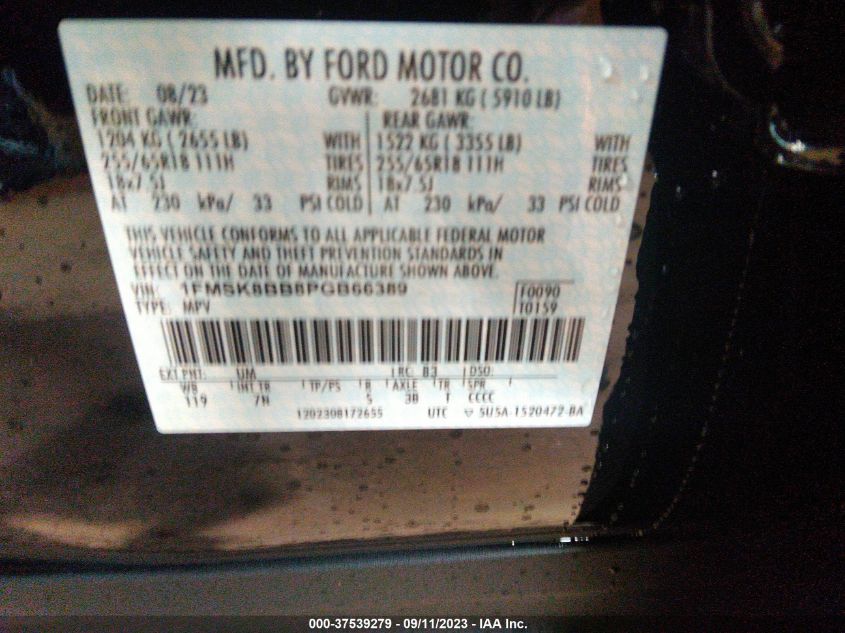 MFD. BY FORD MOTOR CO.
DATE: 08/23 GVWR: 2681 KG ( 5910 LB)
FRONT GAWR: REAR GAWR:
1204 KG ( 2655 LB) WITH 1522 KG ( 3355 LB) WITH
255/65R18 111H TIRES 255/65R18 111H TIRES
18x7.5J RIMS 18x7.5J RIMS
AT 230 kPa/ 33 PSI COLD AT 230 kPa/ 33 PSI COLD
THIS VEHICLE CONFORMS TO ALL APPLICABLE FEDERAL MOTOR
VEHICLE SAFETY AND THEFT PREVENTION STANDARDS IN
EFFECT ON THE DATE OF MANUFACTURE SHOWN ABOVE.
VIN: 1FMSK8BB8PGB66389 F0090
TYPE: MPV T0159
EXT PNT: UM RC: B3 DSO:
WB INT TR TP/PS R AXLE TR SPR
119 7N S 3B T CCCC
1202308172655 UTC ▽ 5U5A-1520472-BA
000-37539279 - 09/11/2023 - IAA Inc.